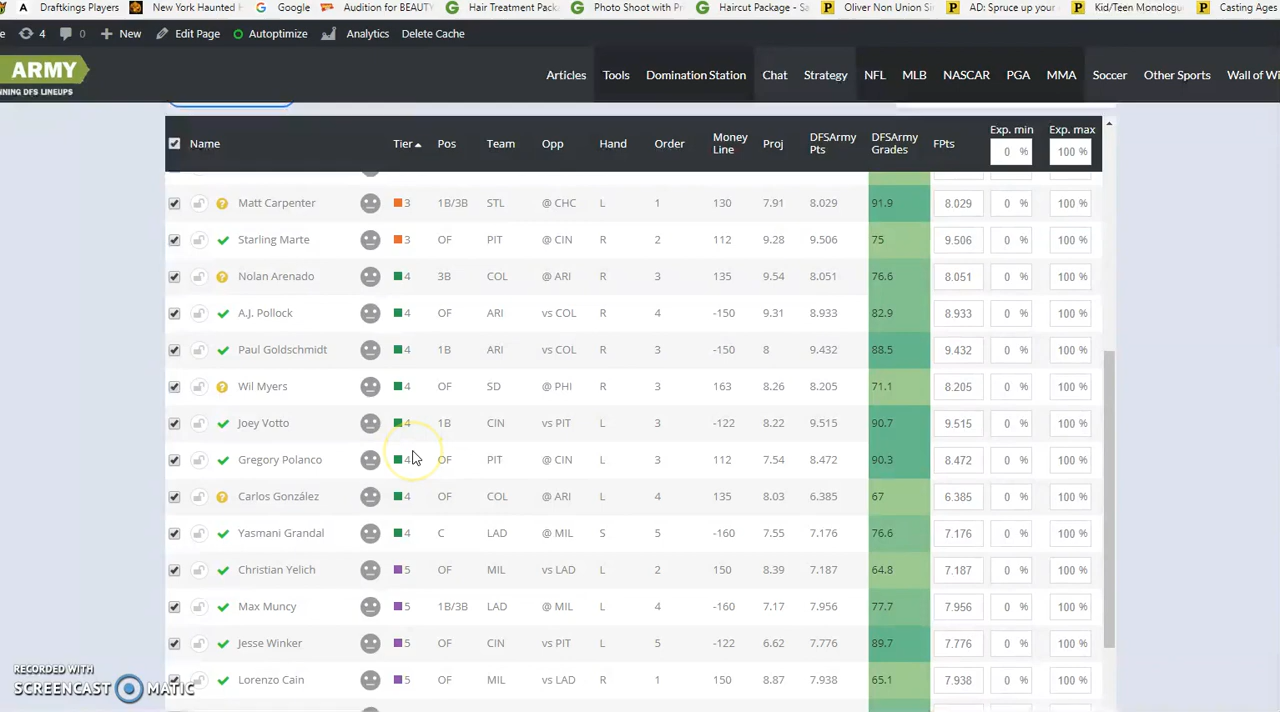 A Draftkings Players New York Haunted H Google Audition for BEAUTY Hair Treatment Pack Photo Shoot with Pr Haircut Package - Sa Oliver Non Union Si AD: Spruce up your Kid/Teen Monologu Casting Ages
e 4 0 + New Edit Page Autoptimize Analytics Delete Cache
ARMY Articles Tools Domination Station Chat Strategy NFL MLB NASCAR PGA MMA Soccer Other Sports Wall of Wi
NNING DFS LINEUPS
Name Tier Pos Team Opp Hand Order Money Line Proj DFSArmy Pts DFSArmy Grades FPts Exp. min 0 % Exp. max 100 %
? Matt Carpenter 3 1B/3B STL @ CHC L 1 130 7.91 8.029 91.9 8.029 0 % 100 %
Starling Marte 3 OF PIT @ CIN R 2 112 9.28 9.506 75 9.506 0 % 100 %
? Nolan Arenado 4 3B COL @ ARI R 3 135 9.54 8.051 76.6 8.051 0 % 100 %
A.J. Pollock 4 OF ARI vs COL R 4 -150 9.31 8.933 82.9 8.933 0 % 100 %
Paul Goldschmidt 4 1B ARI vs COL R 3 -150 8 9.432 88.5 9.432 0 % 100 %
? Wil Myers 4 OF SD @ PHI R 3 163 8.26 8.205 71.1 8.205 0 % 100 %
Joey Votto 4 1B CIN vs PIT L 3 -122 8.22 9.515 90.7 9.515 0 % 100 %
Gregory Polanco 4 OF PIT @ CIN L 3 112 7.54 8.472 90.3 8.472 0 % 100 %
? Carlos González 4 OF COL @ ARI L 4 135 8.03 6.385 67 6.385 0 % 100 %
Yasmani Grandal 4 C LAD @ MIL S 5 -160 7.55 7.176 76.6 7.176 0 % 100 %
Christian Yelich 5 OF MIL vs LAD L 2 150 8.39 7.187 64.8 7.187 0 % 100 %
Max Muncy 5 1B/3B LAD @ MIL L 4 -160 7.17 7.956 77.7 7.956 0 % 100 %
Jesse Winker 5 OF CIN vs PIT L 5 -122 6.62 7.776 89.7 7.776 0 % 100 %
Lorenzo Cain 5 OF MIL vs LAD R 1 150 8.87 7.938 65.1 7.938 0 % 100 %
RECORDED WITH
SCREENCAST MATIC